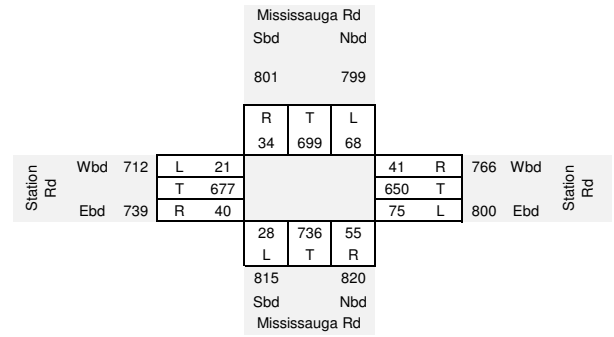 Mississauga Rd
Sbd Nbd
801 799
R T L
34 699 68
Station Rd Wbd 712 L 21 41 R 766 Wbd Station Rd
T 677 650 T
Ebd 739 R 40 75 L 800 Ebd
28 736 55
L T R
815 820
Sbd Nbd
Mississauga Rd